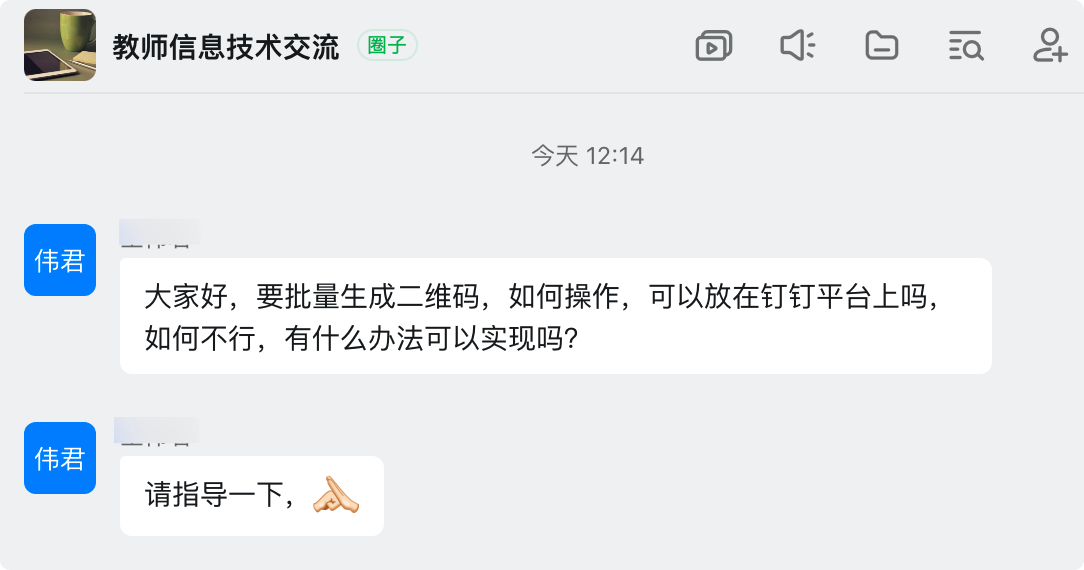 教师信息技术交流 圈子
今天 12:14
伟君
大家好，要批量生成二维码，如何操作，可以放在钉钉平台上吗，
如何不行，有什么办法可以实现吗?
伟君
请指导一下，